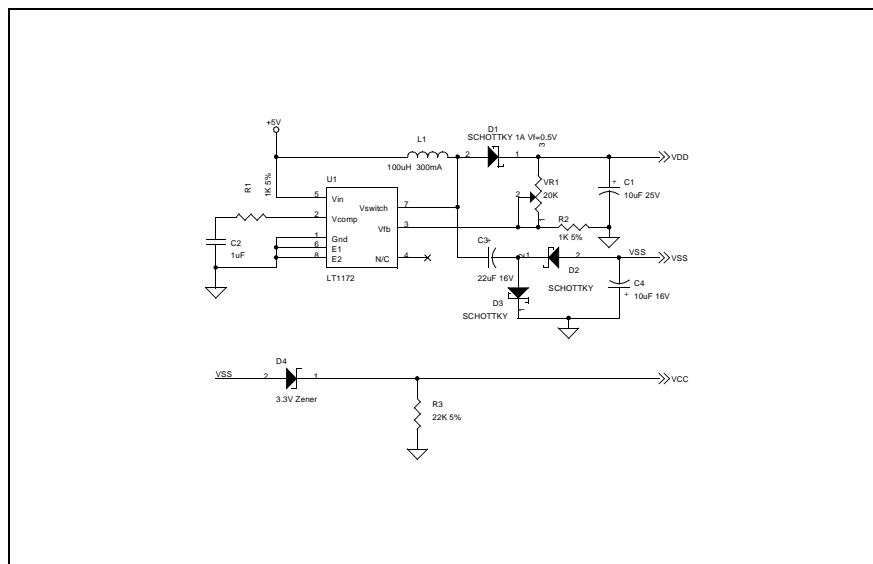 +5V
L1
100uH 300mA
D1
SCHOTTKY 1A Vf=0.5V
2
1
3
VDD
R1
1K 5%
U1
5
Vin
2
Vcomp
1
Gnd
6
E1
8
E2
Vswitch
7
Vfb
3
N/C
4
LT1172
C2
1uF
VR1
20K
2
1
R2
1K 5%
C1
+
10uF 25V
C3
+
22uF 16V
1
2
D2
SCHOTTKY
VSS
VSS
D3
SCHOTTKY
1
C4
+
10uF 16V
VSS
2
D4
1
3.3V Zener
VCC
R3
22K 5%